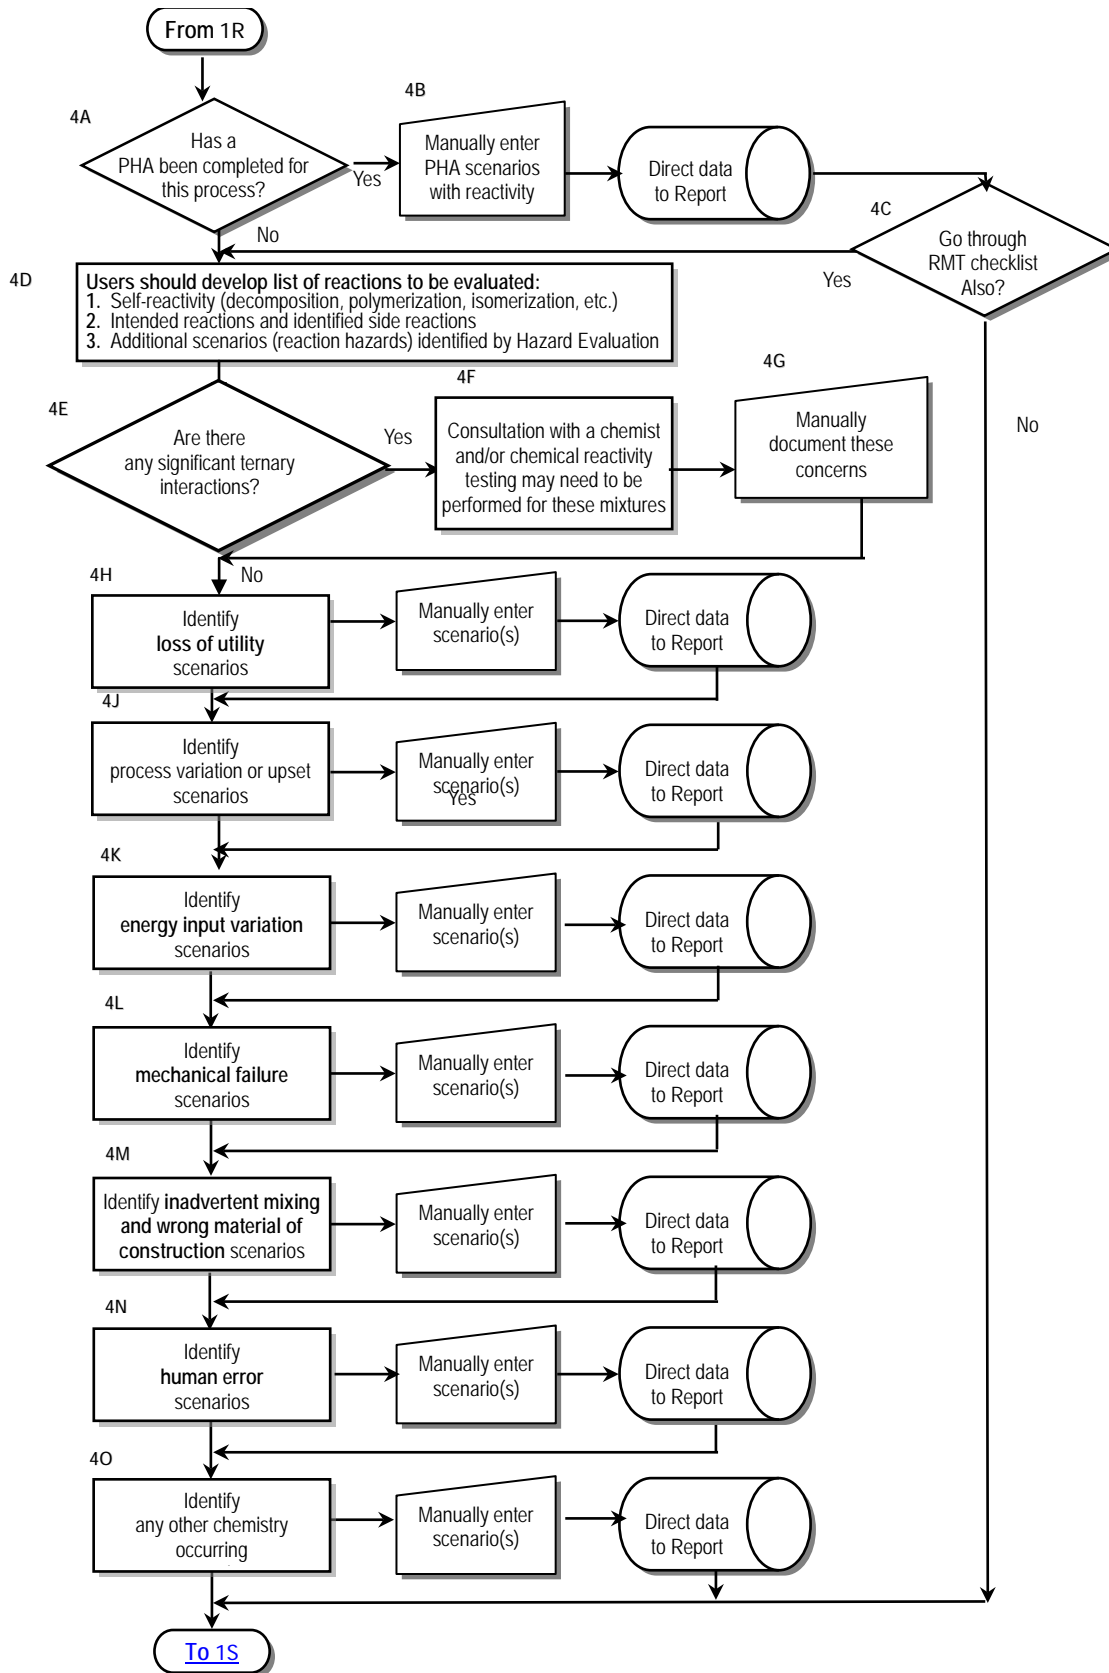 From 1R
4A
Has a
PHA been completed for
this process?
Yes
No
4B
Manually enter
PHA scenarios
with reactivity
Direct data
to Report
4C
Go through
RMT checklist
Also?
Yes
No
4D
Users should develop list of reactions to be evaluated:
1. Self-reactivity (decomposition, polymerization, isomerization, etc.)
2. Intended reactions and identified side reactions
3. Additional scenarios (reaction hazards) identified by Hazard Evaluation
4E
Are there
any significant ternary
interactions?
Yes
No
4F
Consultation with a chemist
and/or chemical reactivity
testing may need to be
performed for these mixtures
4G
Manually
document these
concerns
4H
Identify
loss of utility
scenarios
Manually enter
scenario(s)
Direct data
to Report
4J
Identify
process variation or upset
scenarios
Manually enter
scenario(s)
Yes
Direct data
to Report
4K
Identify
energy input variation
scenarios
Manually enter
scenario(s)
Direct data
to Report
4L
Identify
mechanical failure
scenarios
Manually enter
scenario(s)
Direct data
to Report
4M
Identify inadvertent mixing
and wrong material of
construction scenarios
Manually enter
scenario(s)
Direct data
to Report
4N
Identify
human error
scenarios
Manually enter
scenario(s)
Direct data
to Report
4O
Identify
any other chemistry
occurring
Manually enter
scenario(s)
Direct data
to Report
To 1S